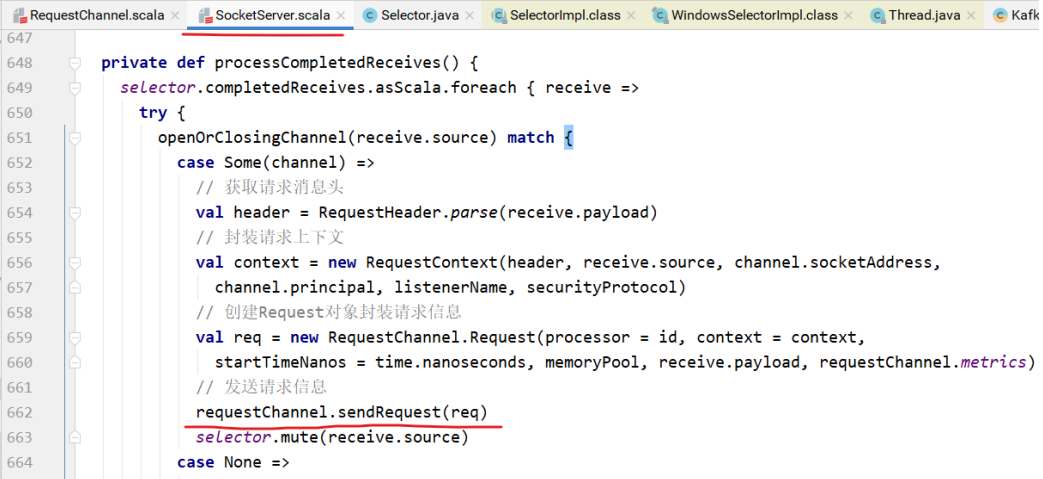 RequestChannel.scala SocketServer.scala Selector.java SelectorImpl.class WindowsSelectorImpl.class Thread.java Kafk
647
648 private def processCompletedReceives() {
649 selector.completedReceives.asScala.foreach { receive =>
650 try {
651 openOrClosingChannel(receive.source) match {
652 case Some(channel) =>
653 // 获取请求消息头
654 val header = RequestHeader.parse(receive.payload)
655 // 封装请求上下文
656 val context = new RequestContext(header, receive.source, channel.socketAddress,
657 channel.principal, listenerName, securityProtocol)
658 // 创建Request对象封装请求信息
659 val req = new RequestChannel.Request(processor = id, context = context,
660 startTimeNanos = time.nanoseconds, memoryPool, receive.payload, requestChannel.metrics)
661 // 发送请求信息
662 requestChannel.sendRequest(req)
663 selector.mute(receive.source)
664 case None =>